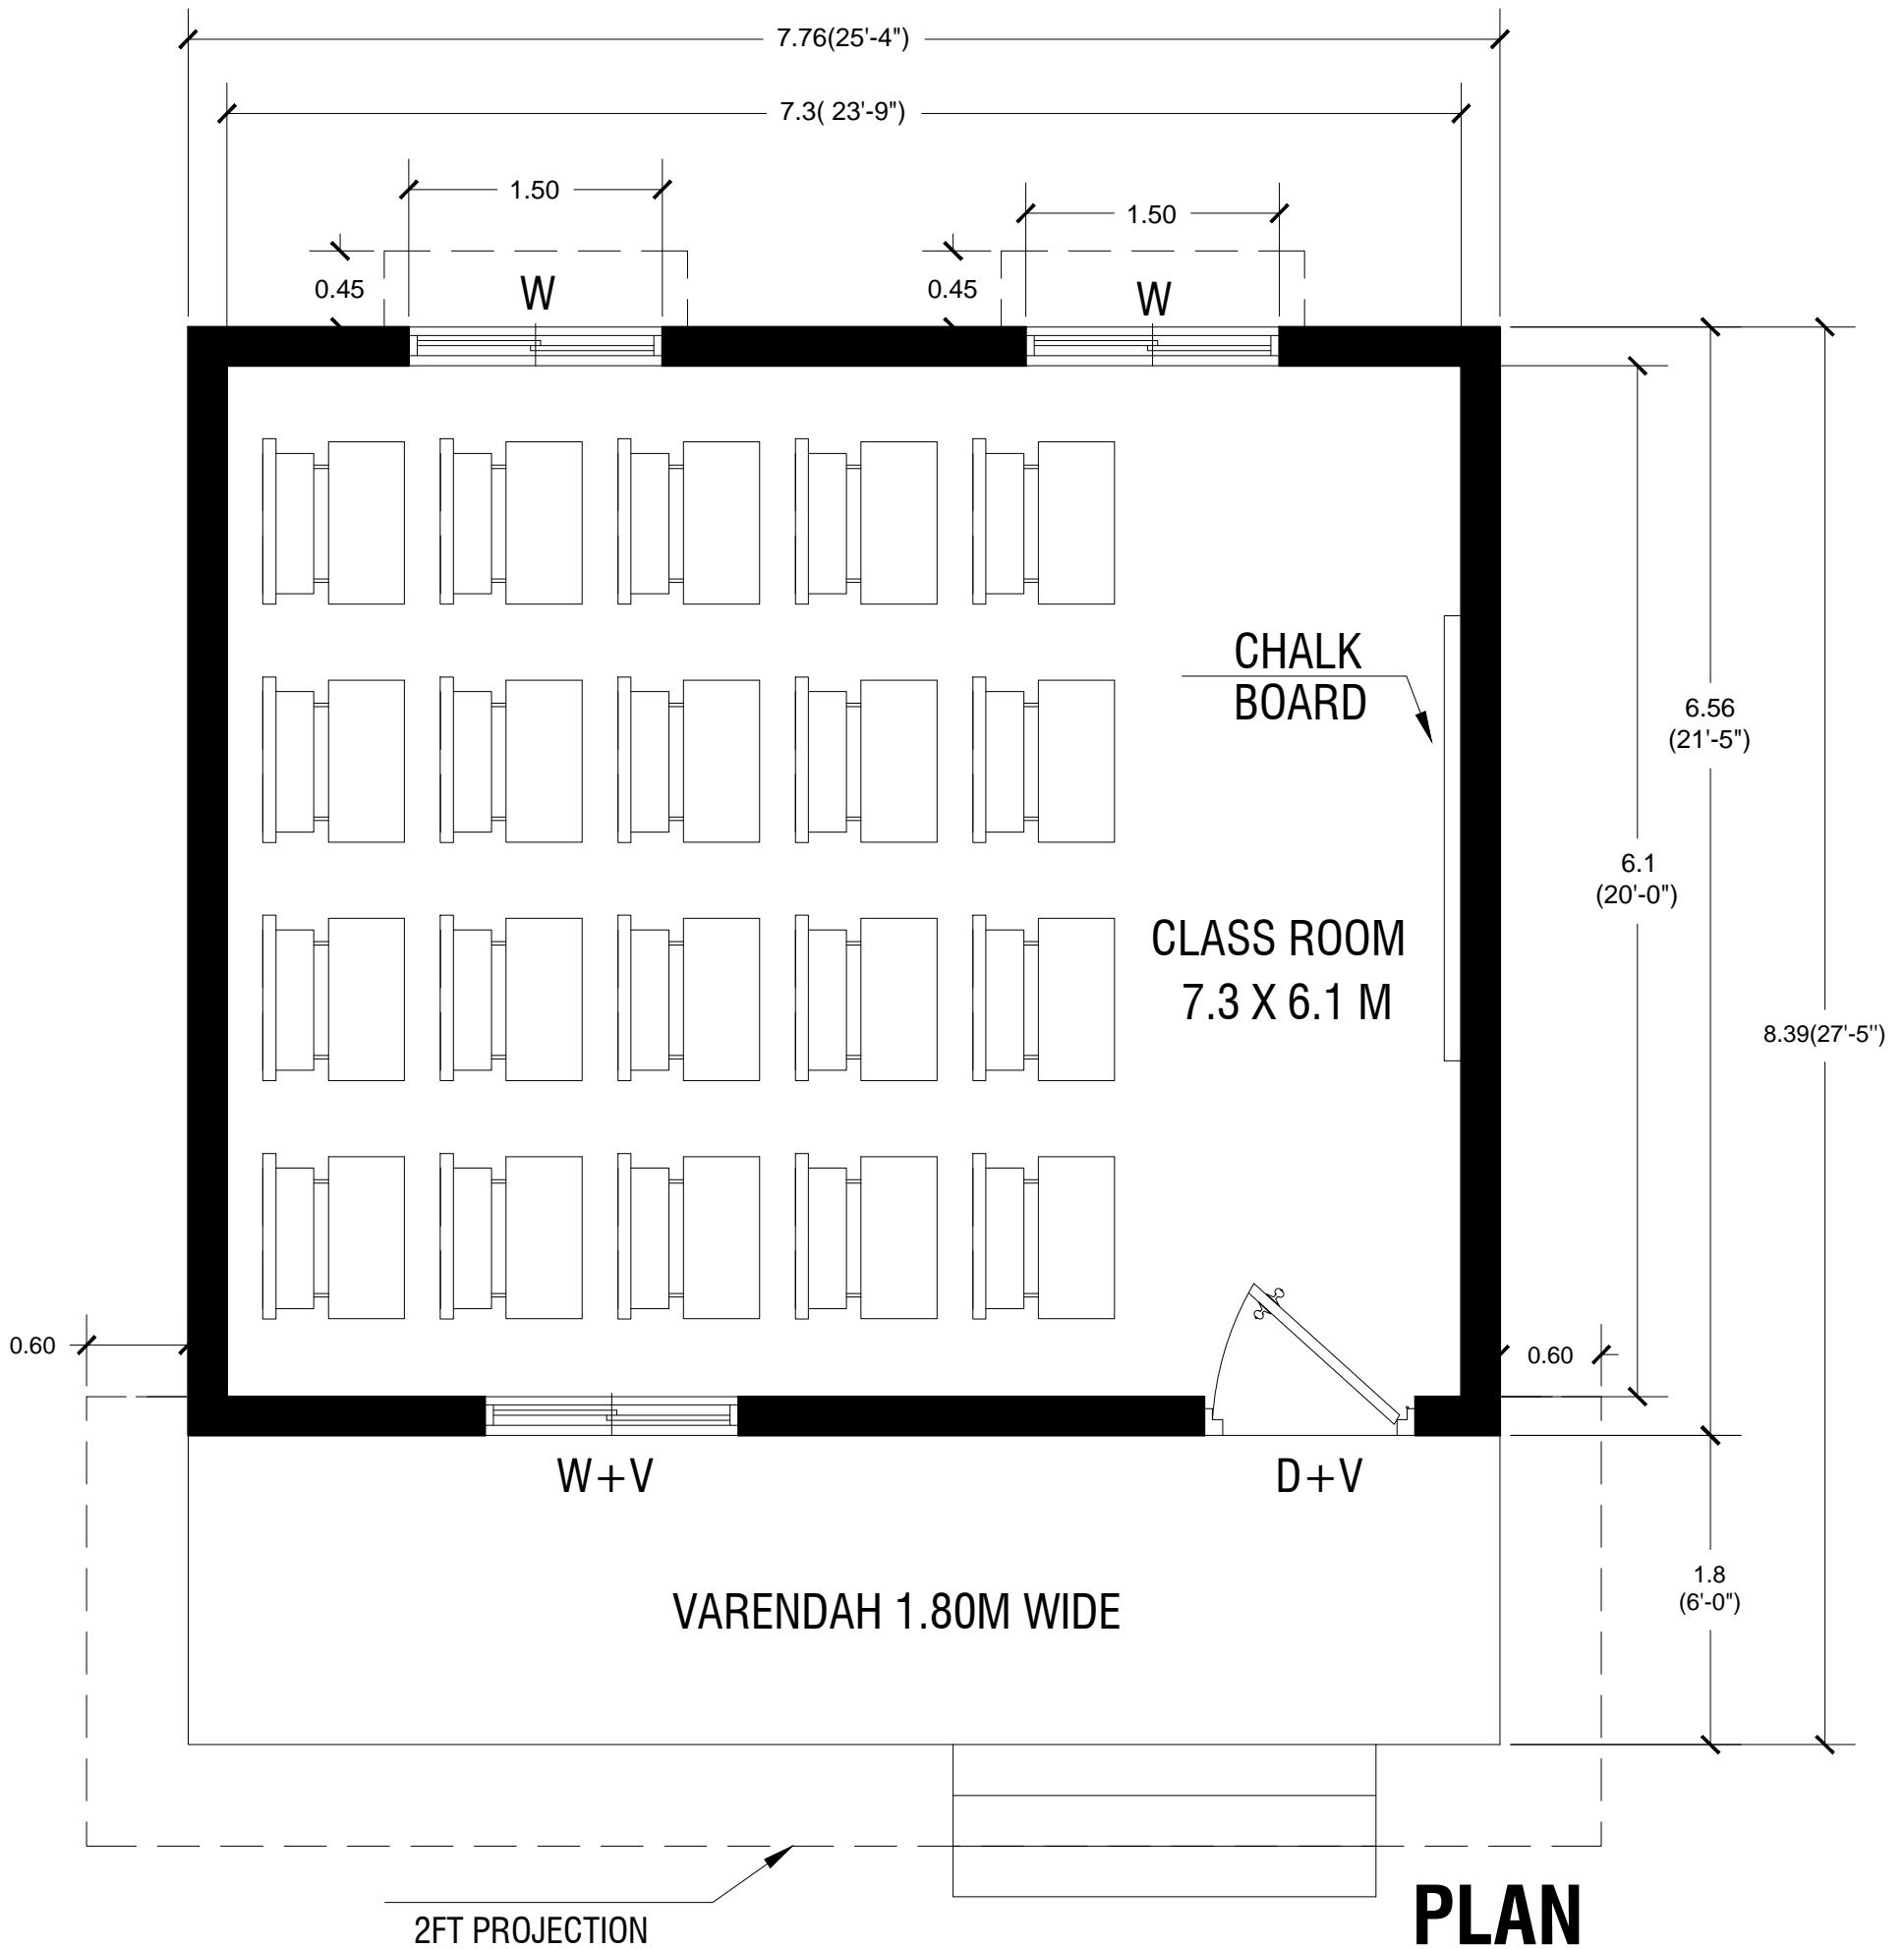 7.76(25'-4")
7.3( 23'-9")
1.50
1.50
0.45
W
0.45
W
CHALK
BOARD
6.56
(21'-5")
6.1
(20'-0")
CLASS ROOM
7.3 X 6.1 M
8.39(27'-5")
0.60
0.60
W+V
D+V
1.8
(6'-0")
VARENDAH 1.80M WIDE
2FT PROJECTION
PLAN